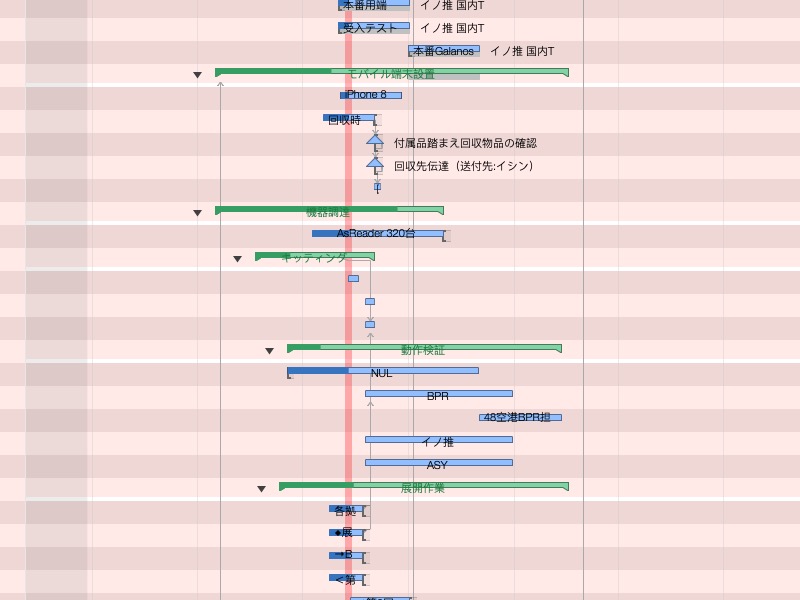 本番用端 イノ推 国内T
受入テスト イノ推 国内T
本番Galanos イノ推 国内T
モバイル端末設置
iPhone 8
回収時
付属品踏まえ回収物品の確認
回収先伝達（送付先:イシン）
機器調達
AsReader 320台
キッティング
動作検証
NUL
BPR
48空港BPR担
イノ推
ASY
展開作業
各拠
●展
→B
＜第